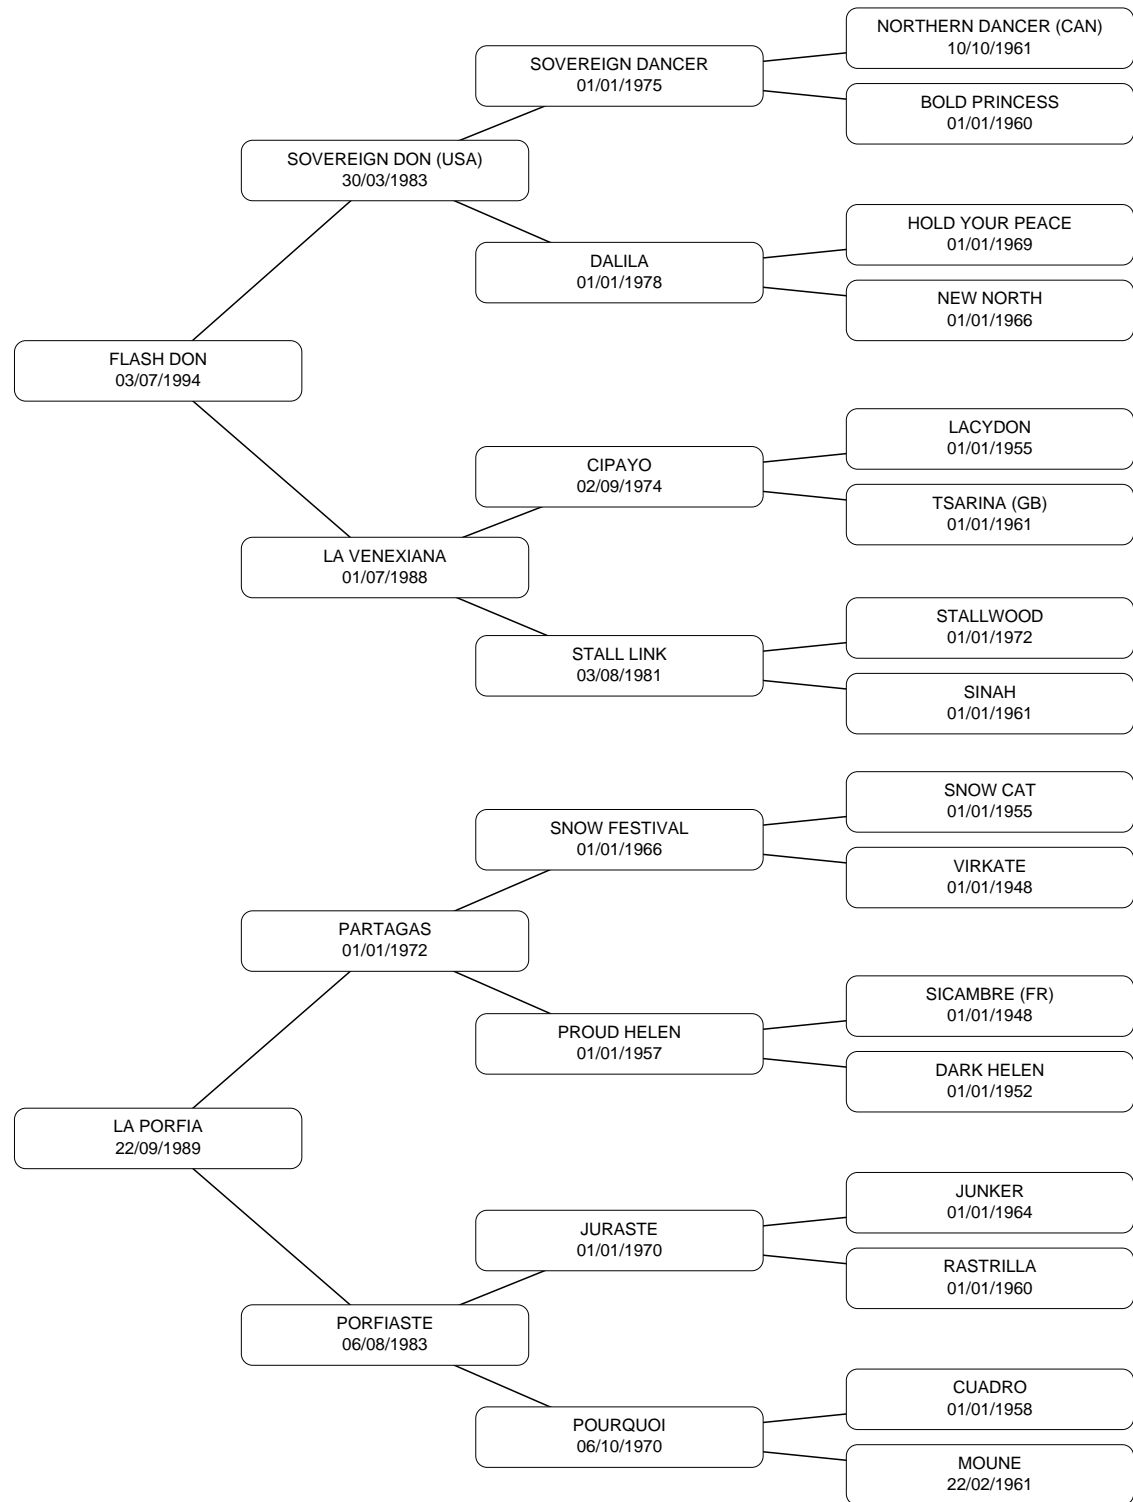 NORTHERN DANCER (CAN)
10/10/1961
SOVEREIGN DANCER
01/01/1975
BOLD PRINCESS
01/01/1960
SOVEREIGN DON (USA)
30/03/1983
HOLD YOUR PEACE
01/01/1969
DALILA
01/01/1978
NEW NORTH
01/01/1966
FLASH DON
03/07/1994
LACYDON
01/01/1955
CIPAYO
02/09/1974
TSARINA (GB)
01/01/1961
LA VENEXIANA
01/07/1988
STALLWOOD
01/01/1972
STALL LINK
03/08/1981
SINAH
01/01/1961
SNOW CAT
01/01/1955
SNOW FESTIVAL
01/01/1966
VIRKATE
01/01/1948
PARTAGAS
01/01/1972
SICAMBRE (FR)
01/01/1948
PROUD HELEN
01/01/1957
DARK HELEN
01/01/1952
LA PORFIA
22/09/1989
JUNKER
01/01/1964
JURASTE
01/01/1970
RASTRILLA
01/01/1960
PORFIASTE
06/08/1983
CUADRO
01/01/1958
POURQUOI
06/10/1970
MOUNE
22/02/1961